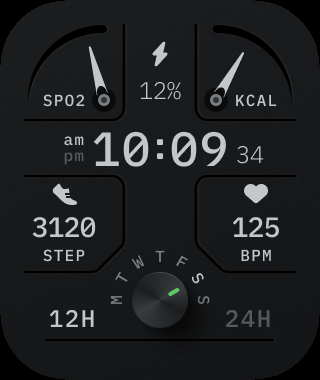 12%
SPO2 KCAL
am 10:09 34
pm
3120 125
STEP BPM
M T W T F S S
12H 24H